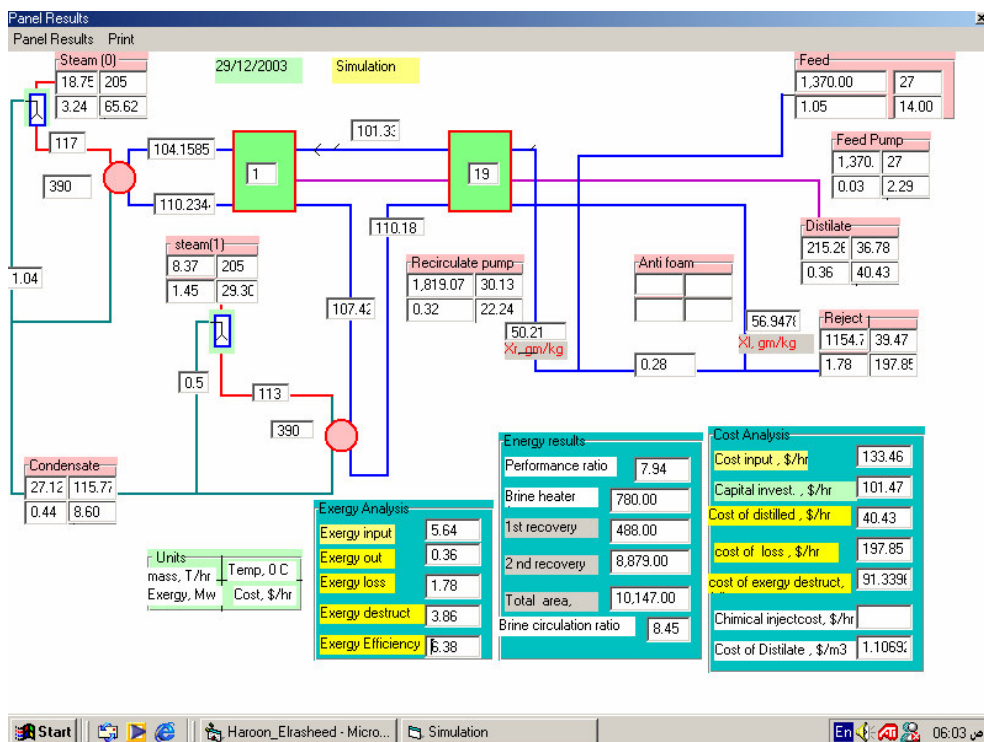 Panel Results
Panel Results Print
Steam (0)
18.75 205
3.24 65.62
29/12/2003
Simulation
Feed
1,370.00 27
1.05 14.00
117
104.1585
101.33
Feed Pump
1,370. 27
0.03 2.29
390
1
19
110.234
110.18
Distilate
215.26 36.78
0.36 40.43
steam(1)
8.37 205
1.45 29.30
1.04
Recirculate pump
1,819.07 30.13
0.32 22.24
Anti foam
107.42
50.21
Xr, gm/kg
56.9478
Xl, gm/kg
Reject
1154.7 39.47
1.78 197.85
0.28
0.5
113
390
Condensate
27.12 115.77
0.44 8.60
Units
mass, T/hr Temp, 0 C
Exergy, Mw Cost, $/hr
Exergy Analysis
Exergy input 5.64
Exergy out 0.36
Exergy loss 1.78
Exergy destruct 3.86
Exergy Efficiency 6.38
Energy results
Performance ratio 7.94
Brine heater 780.00
1st recovery 488.00
2 nd recovery 8,879.00
Total area, 10,147.00
Brine circulation ratio 8.45
Cost Analysis
Cost input , $/hr 133.46
Capital invest. , $/hr 101.47
Cost of distilled , $/hr 40.43
cost of loss , $/hr 197.85
cost of exergy destruct, 91.339
Chimical injectcost, $/hr
Cost of Distilate , $/m3 1.1069
Start
Haroon_Elrasheed - Micro...
Simulation
En
06:03 ص